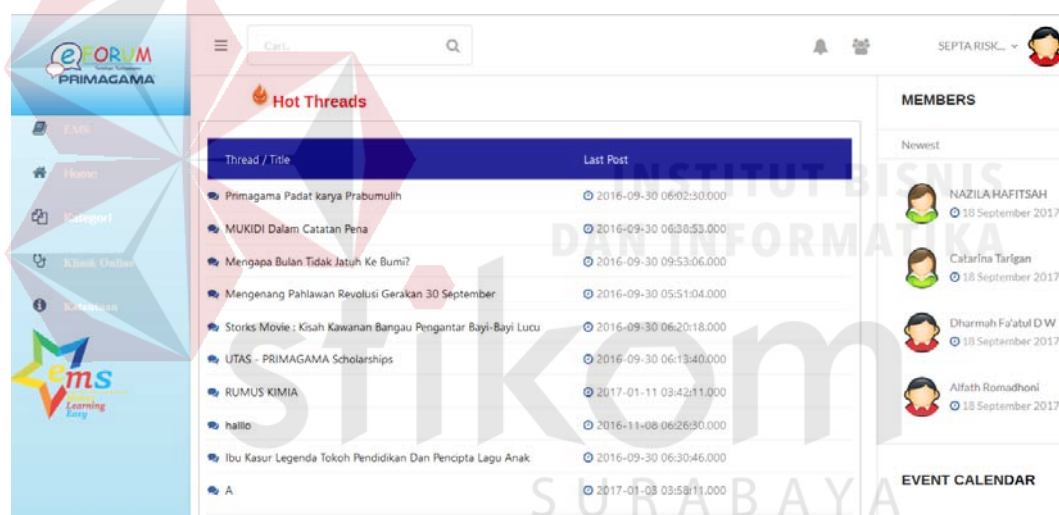 eFORUM
PRIMAGAMA
Cari..
SEPTA RISK...
EMS
Home
Kategori
Klinik Online
Ketentuan
ems
Makes
Learning
Easy
Hot Threads
Thread / Title Last Post
Primagama Padat karya Prabumulih 2016-09-30 06:02:30.000
MUKIDI Dalam Catatan Pena 2016-09-30 06:38:53.000
Mengapa Bulan Tidak Jatuh Ke Bumi? 2016-09-30 09:53:06.000
Mengenang Pahlawan Revolusi Gerakan 30 September 2016-09-30 05:51:04.000
Storks Movie : Kisah Kawanan Bangau Pengantar Bayi-Bayi Lucu 2016-09-30 06:20:18.000
UTAS - PRIMAGAMA Scholarships 2016-09-30 06:13:40.000
RUMUS KIMIA 2017-01-11 03:42:11.000
halllo 2016-11-08 06:26:30.000
Ibu Kasur Legenda Tokoh Pendidikan Dan Pencipta Lagu Anak 2016-09-30 06:30:46.000
A 2017-01-03 03:58:11.000
MEMBERS
Newest
NAZILA HAFITSAH
18 September 2017
Catarina Tarigan
18 September 2017
Dharmah Fa'atul D W
18 September 2017
Alfath Romadhoni
18 September 2017
EVENT CALENDAR
INSTITUT BISNIS
DAN INFORMATIKA
stikom
SURABAYA